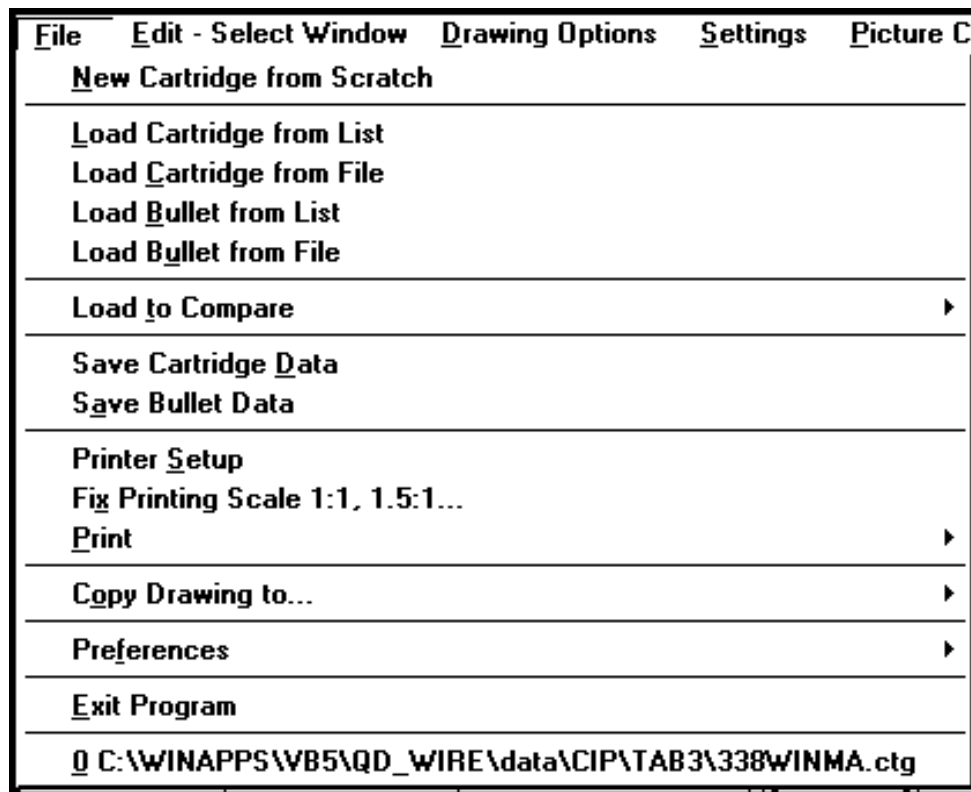 File Edit - Select Window Drawing Options Settings Picture C
New Cartridge from Scratch
Load Cartridge from List
Load Cartridge from File
Load Bullet from List
Load Bullet from File
Load to Compare
Save Cartridge Data
Save Bullet Data
Printer Setup
Fix Printing Scale 1:1, 1.5:1...
Print
Copy Drawing to...
Preferences
Exit Program
0 C:\WINAPPS\VB5\QD_WIRE\data\CIP\TAB3\338WINMA.ctg